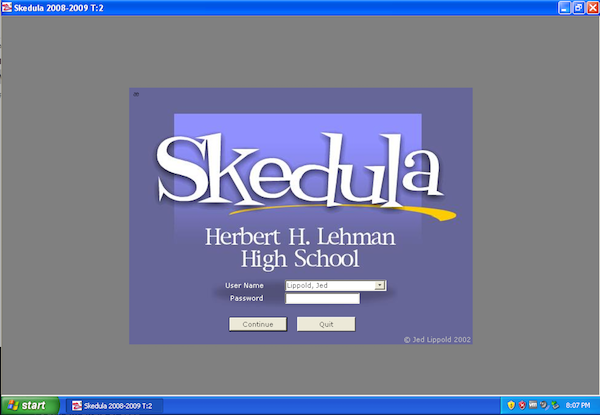 Skedula 2008-2009 T:2
Skedula
Herbert H. Lehman
High School
User Name
Lippold, Jed
Password
Continue
Quit
© Jed Lippold 2002
start
Skedula 2008-2009 T:2
8:07 PM